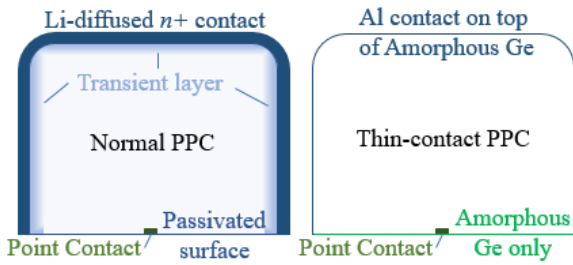 Li-diffused n+ contact
Transient layer
Normal PPC
Passivated
Point Contact
surface
Al contact on top
of Amorphous Ge
Thin-contact PPC
Amorphous
Point Contact
Ge only